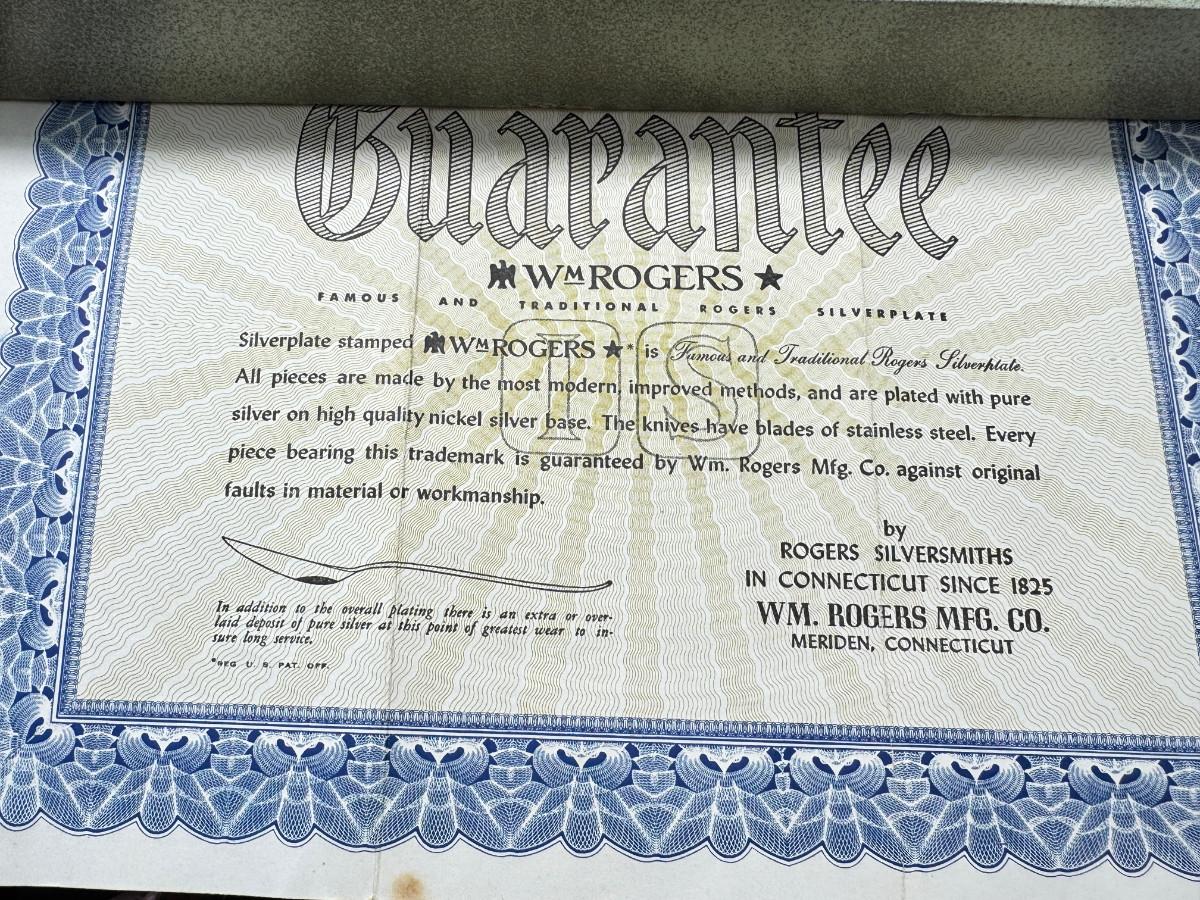 Guarantee
WM ROGERS ★
FAMOUS AND TRADITIONAL ROGERS SILVERPLATE
IS
Silverplate stamped WM ROGERS ★* is Famous and Traditional Rogers Silverplate.
All pieces are made by the most modern, improved methods, and are plated with pure
silver on high quality nickel silver base. The knives have blades of stainless steel. Every
piece bearing this trademark is guaranteed by Wm. Rogers Mfg. Co. against original
faults in material or workmanship.
by
ROGERS SILVERSMITHS
IN CONNECTICUT SINCE 1825
WM. ROGERS MFG. CO.
MERIDEN, CONNECTICUT
In addition to the overall plating there is an extra or over-
laid deposit of pure silver at this point of greatest wear to in-
sure long service.
*REG U. S. PAT. OFF.